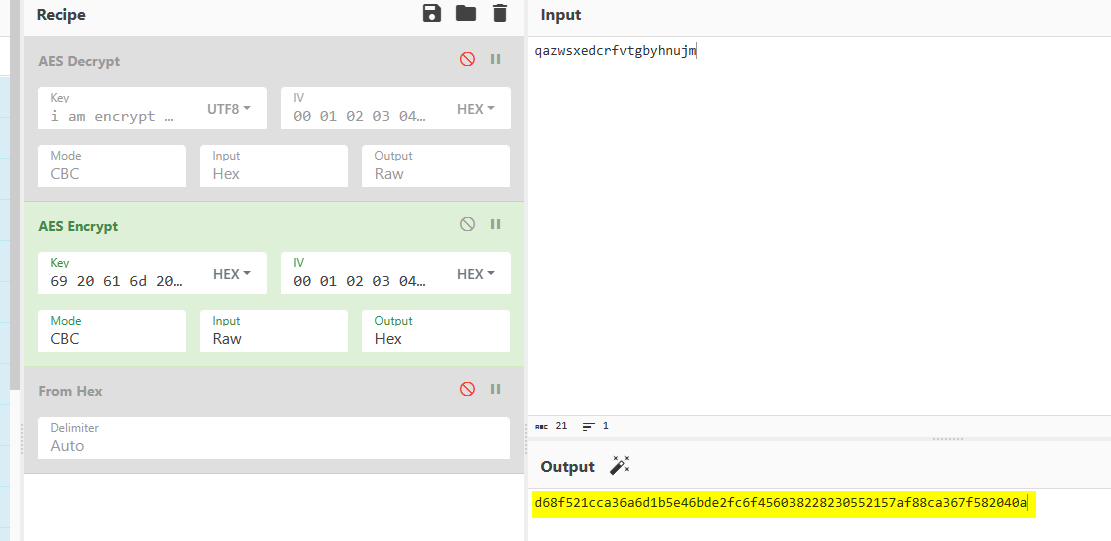 Recipe
AES Decrypt
Key
i am encrypt …
UTF8
IV
00 01 02 03 04…
HEX
Mode
CBC
Input
Hex
Output
Raw
AES Encrypt
Key
69 20 61 6d 20…
HEX
IV
00 01 02 03 04…
HEX
Mode
CBC
Input
Raw
Output
Hex
From Hex
Delimiter
Auto
Input
qazwsxedcrfvtgbyhnujm
ABC 21 1
Output
d68f521cca36a6d1b5e46bde2fc6f456038228230552157af88ca367f582040a